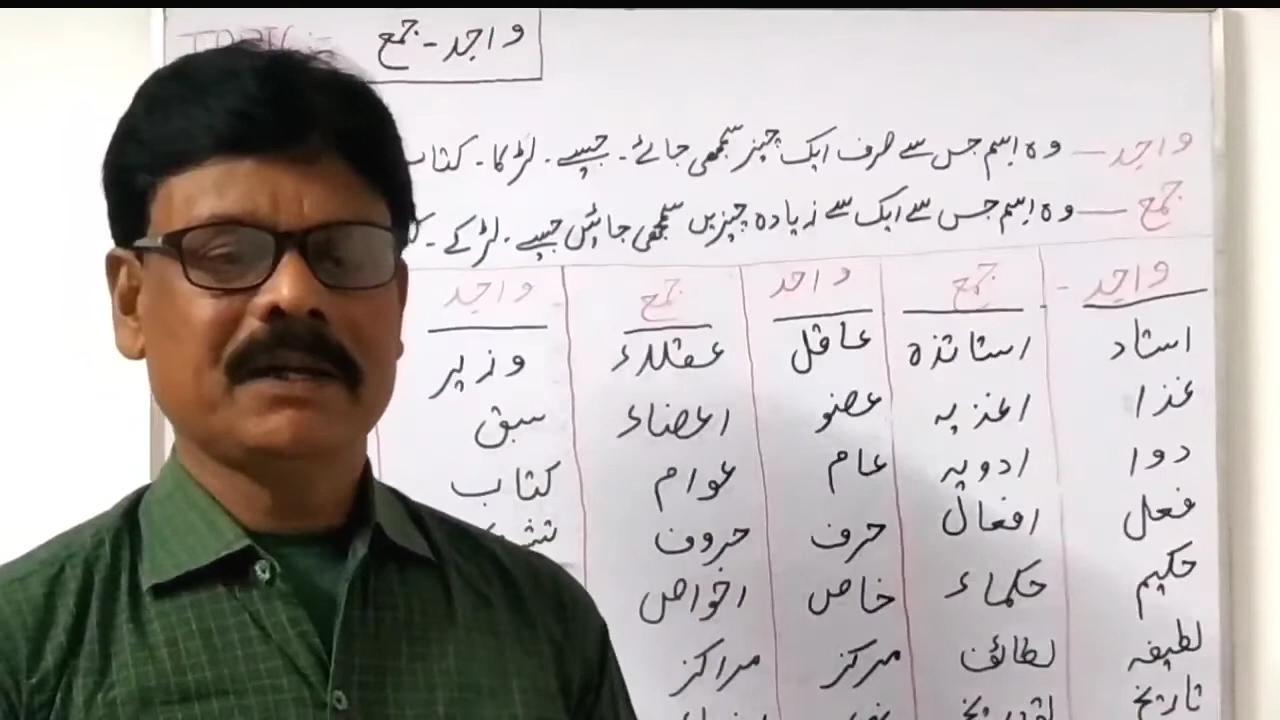 واحد - جمع
واحد — وہ اسم جس سے صرف ایک چیز سمجھی جائے - جیسے - لڑکا - کتاب
جمع — وہ اسم جس سے ایک سے زیادہ چیزیں سمجھی جائیں جیسے - لڑکے -
واحد جمع واحد جمع واحد
استاد اساتذہ عاقل عقلاء وزیر
غذا اغذیہ عضو اعضاء سبق
دوا ادویہ عام عوام کتاب
فعل افعال حرف حروف
حکیم حکماء خاص اخواص
لطیفہ لطائف مرکز مراکز
تاریخ